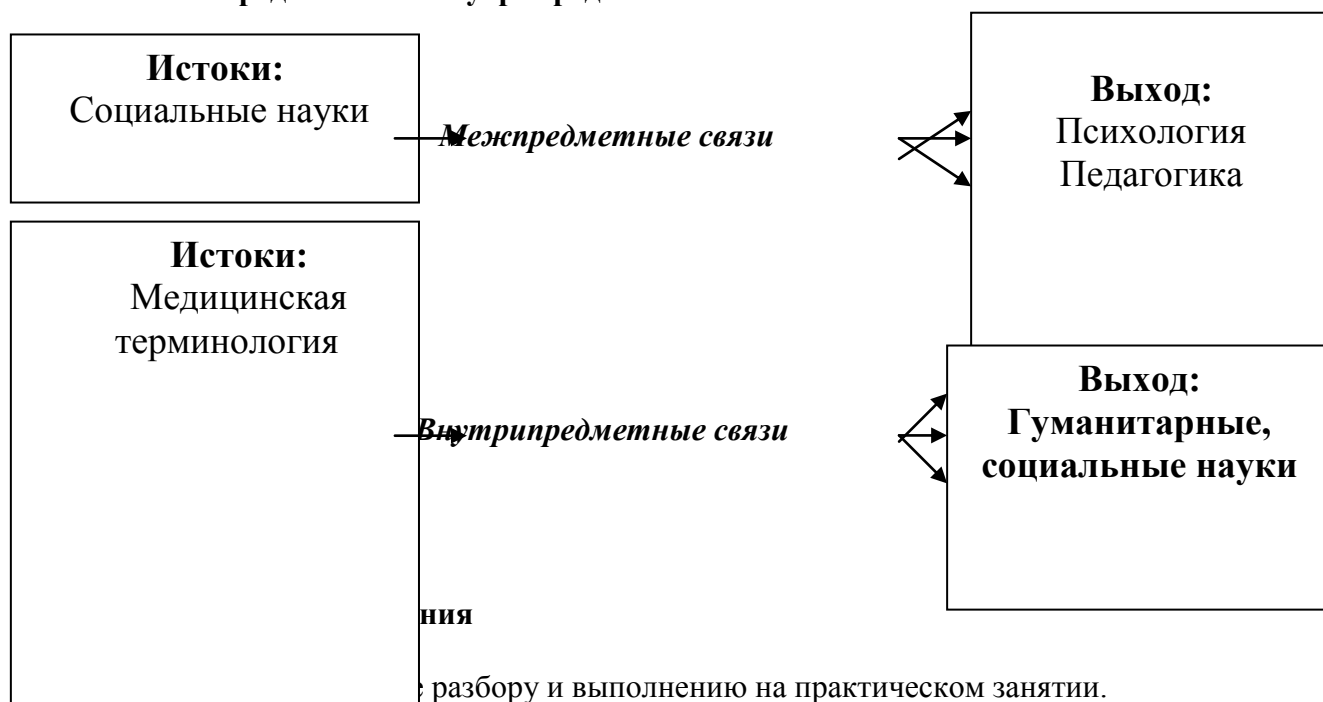 Истоки:
Социальные науки
Межпредметные связи
Выход:
Психология
Педагогика
Истоки:
Медицинская
терминология
Внутрипредметные связи
Выход:
Гуманитарные,
социальные науки
ния
разбору и выполнению на практическом занятии.